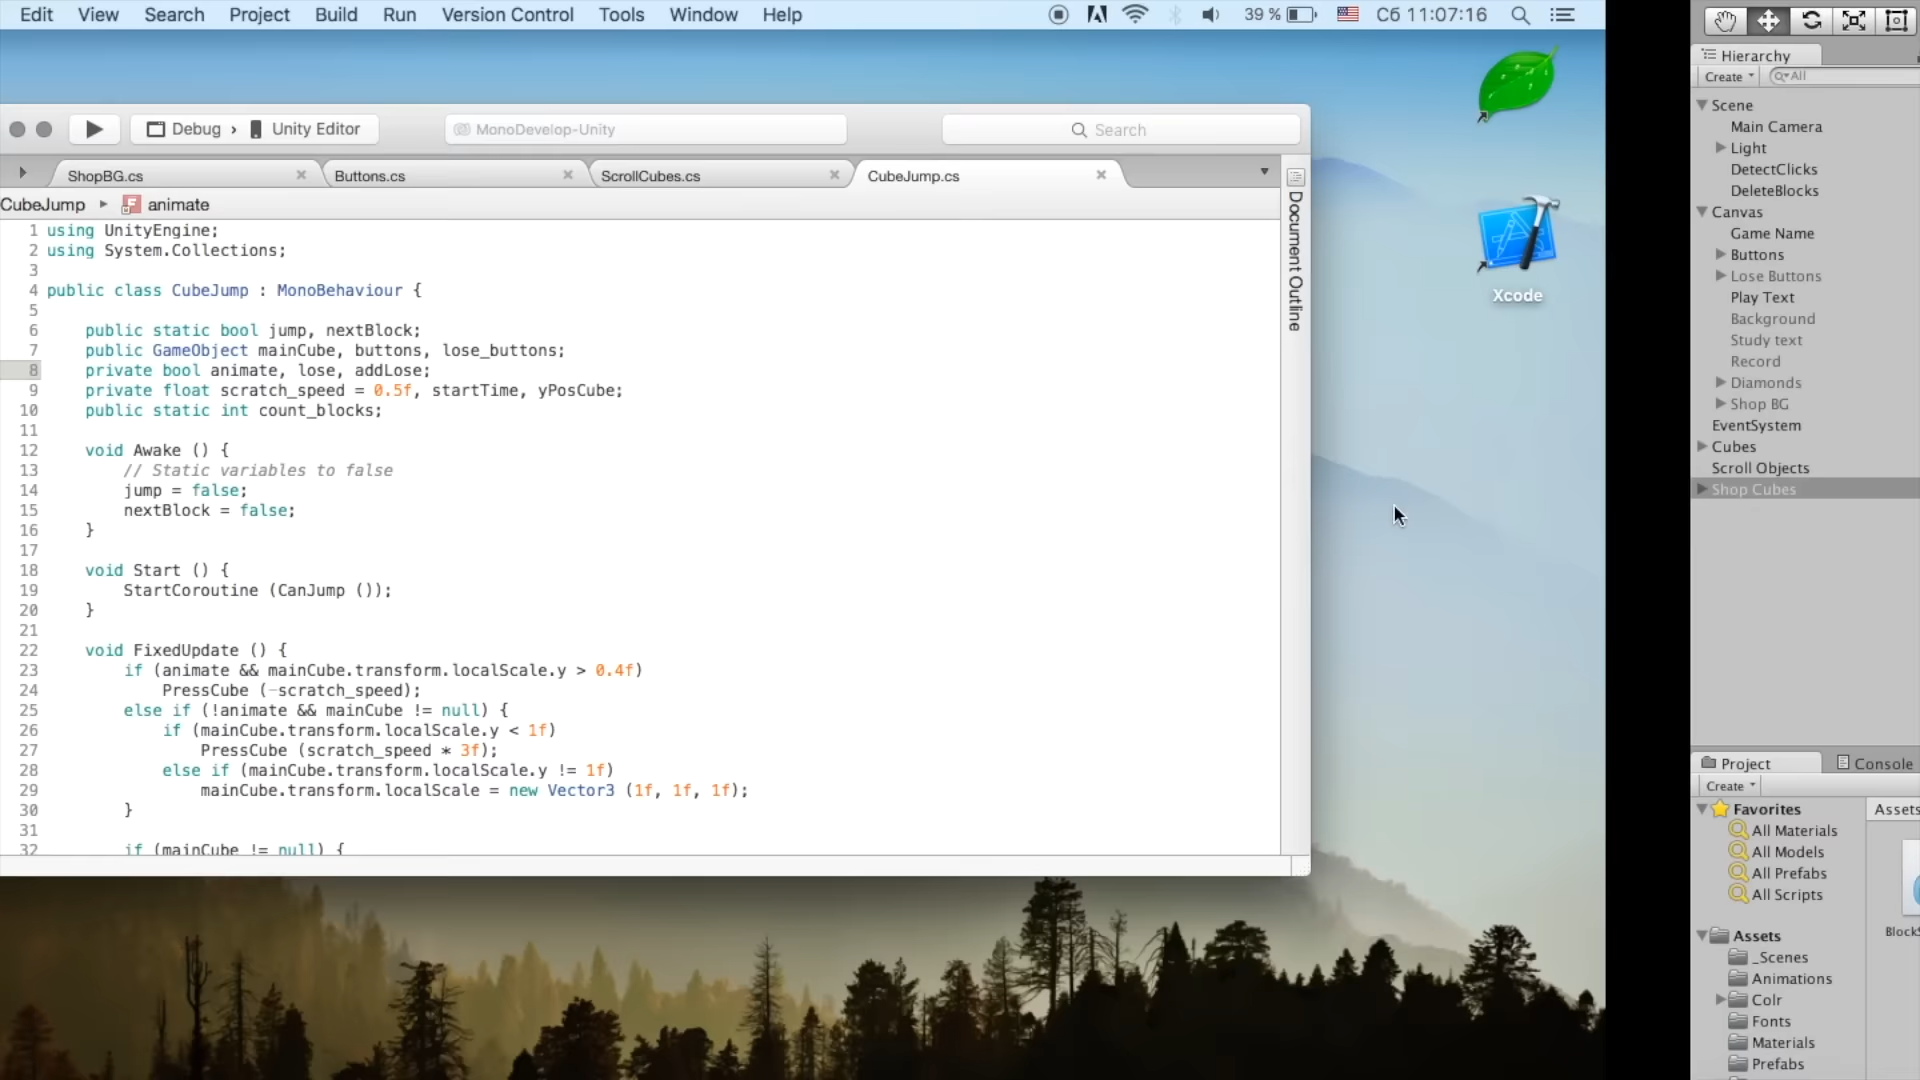 Edit View Search Project Build Run Version Control Tools Window Help 39 % Сб 11:07:16
Debug › Unity Editor MonoDevelop-Unity Search
ShopBG.cs Buttons.cs ScrollCubes.cs CubeJump.cs
CubeJump animate
1 using UnityEngine;
2 using System.Collections;
3
4 public class CubeJump : MonoBehaviour {
5
6 public static bool jump, nextBlock;
7 public GameObject mainCube, buttons, lose_buttons;
8 private bool animate, lose, addLose;
9 private float scratch_speed = 0.5f, startTime, yPosCube;
10 public static int count_blocks;
11
12 void Awake () {
13 // Static variables to false
14 jump = false;
15 nextBlock = false;
16 }
17
18 void Start () {
19 StartCoroutine (CanJump ());
20 }
21
22 void FixedUpdate () {
23 if (animate && mainCube.transform.localScale.y > 0.4f)
24 PressCube (-scratch_speed);
25 else if (!animate && mainCube != null) {
26 if (mainCube.transform.localScale.y < 1f)
27 PressCube (scratch_speed * 3f);
28 else if (mainCube.transform.localScale.y != 1f)
29 mainCube.transform.localScale = new Vector3 (1f, 1f, 1f);
30 }
31
32 if (mainCube != null) {
Document Outline
Xcode
Hierarchy
Create All
Scene
Main Camera
Light
DetectClicks
DeleteBlocks
Canvas
Game Name
Buttons
Lose Buttons
Play Text
Background
Study text
Record
Diamonds
Shop BG
EventSystem
Cubes
Scroll Objects
Shop Cubes
Project Console
Create
Favorites Assets
All Materials
All Models
All Prefabs
All Scripts
BlockS
Assets
_Scenes
Animations
Colr
Fonts
Materials
Prefabs